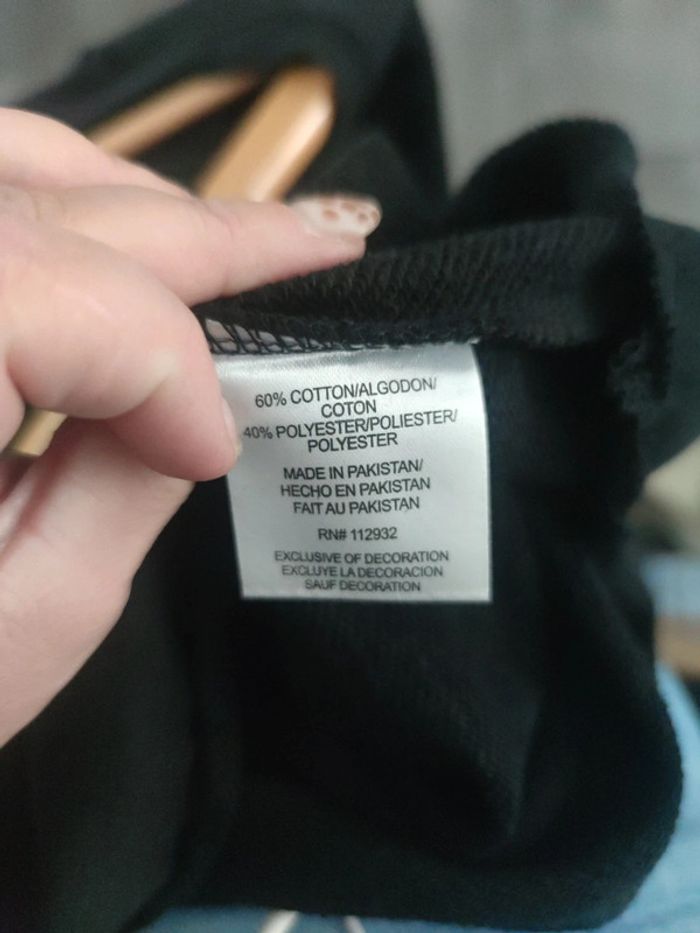 60% COTTON/ALGODON/
COTON
40% POLYESTER/POLIESTER/
POLYESTER
MADE IN PAKISTAN/
HECHO EN PAKISTAN
FAIT AU PAKISTAN
RN# 112932
EXCLUSIVE OF DECORATION
EXCLUYE LA DECORACION
SAUF DECORATION